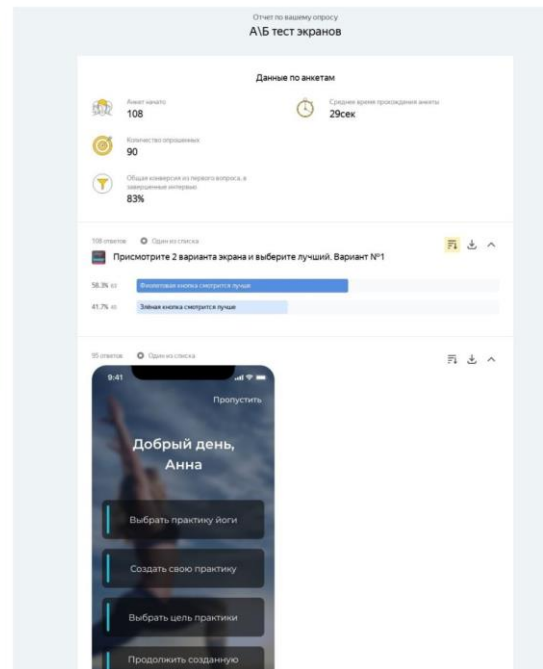 Отчет по вашему опросу
А\Б тест экранов
Данные по анкетам
Анкет начато
108
Среднее время прохождения анкеты
29сек
Количество опрошенных
90
Общая конверсия из первого вопроса, в
завершенные интервью
83%
108 ответов Один из списка
Присмотрите 2 варианта экрана и выберите лучший. Вариант №1
58.3% 63 Фиолетовая кнопка смотрится лучше
41.7% 45 Злёная кнопка смотрится лучше
95 ответов Один из списка
9:41
Пропустить
Добрый день,
Анна
Выбрать практику йоги
Создать свою практику
Выбрать цель практики
Продолжить созданную